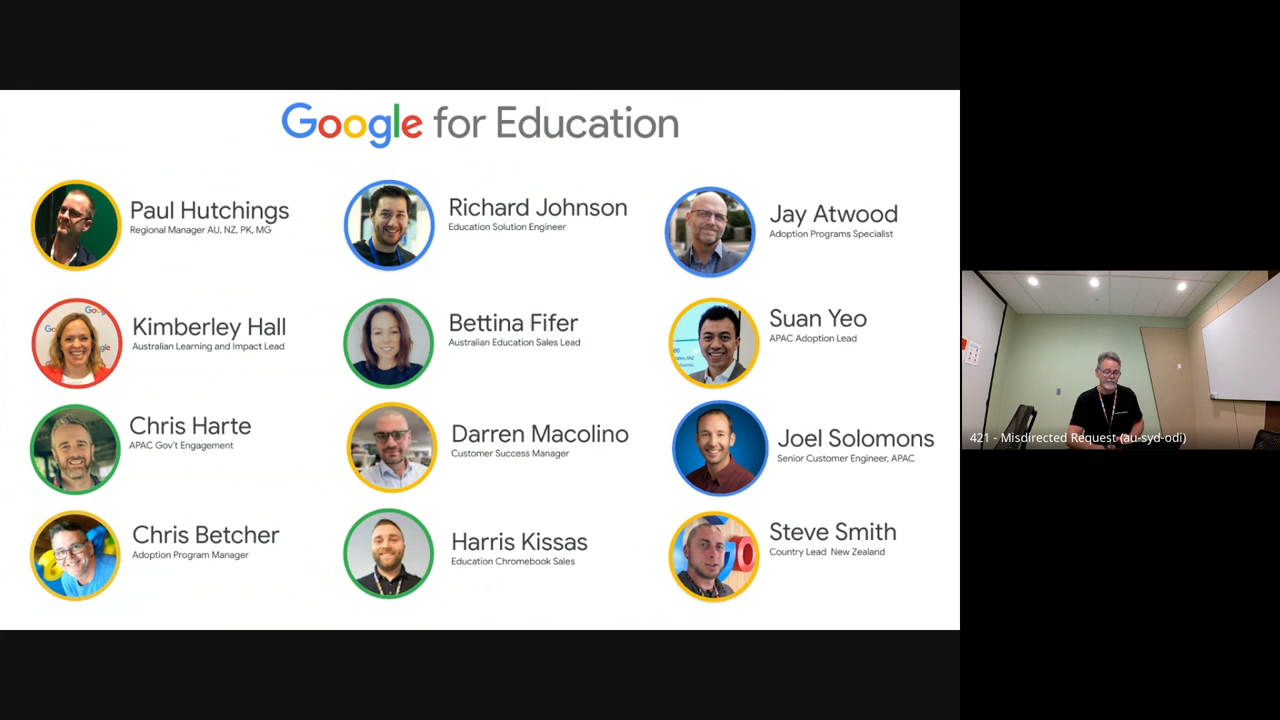 Google for Education
Paul Hutchings
Regional Manager AU, NZ, PK, MG
Richard Johnson
Education Solution Engineer
Jay Atwood
Adoption Programs Specialist
Kimberley Hall
Australian Learning and Impact Lead
Bettina Fifer
Australian Education Sales Lead
Suan Yeo
APAC Adoption Lead
Chris Harte
APAC Gov't Engagement
Darren Macolino
Customer Success Manager
Joel Solomons
Senior Customer Engineer, APAC
Chris Betcher
Adoption Program Manager
Harris Kissas
Education Chromebook Sales
Steve Smith
Country Lead New Zealand
421 - Misdirected Request (au-syd-odi)